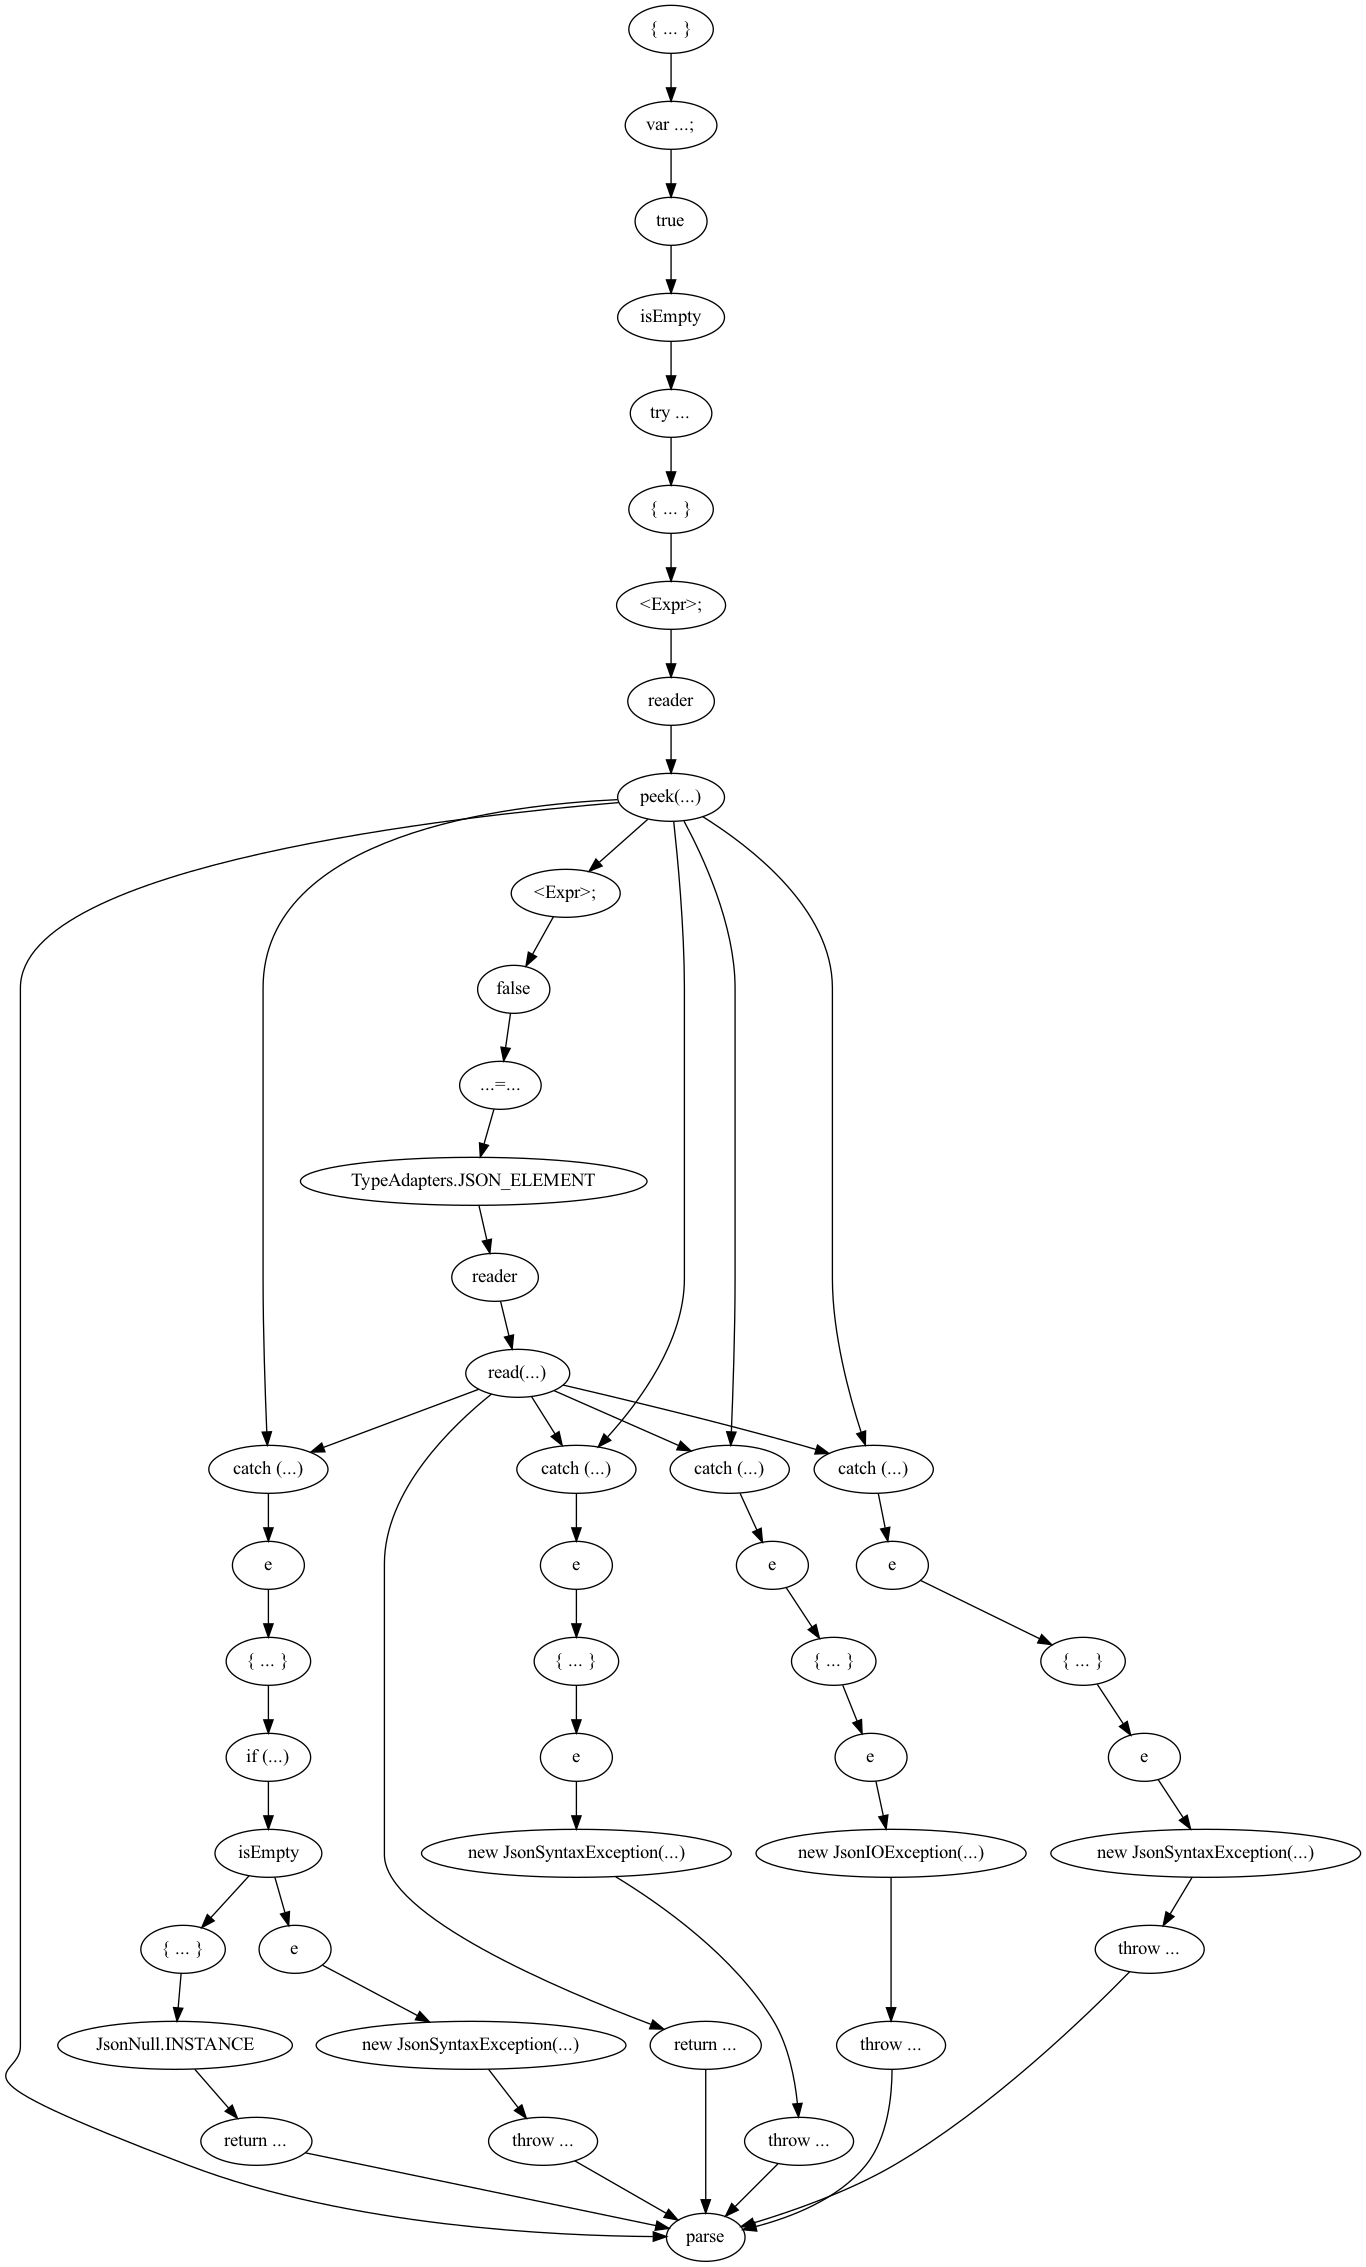 { ... }
var ...;
true
isEmpty
try ...
{ ... }
<Expr>;
reader
peek(...)
<Expr>;
false
...=...
TypeAdapters.JSON_ELEMENT
reader
read(...)
catch (...)
catch (...)
catch (...)
catch (...)
e
e
e
e
{ ... }
{ ... }
{ ... }
{ ... }
if (...)
e
e
e
isEmpty
new JsonSyntaxException(...)
new JsonIOException(...)
new JsonSyntaxException(...)
{ ... }
e
throw ...
JsonNull.INSTANCE
new JsonSyntaxException(...)
return ...
throw ...
return ...
throw ...
throw ...
parse